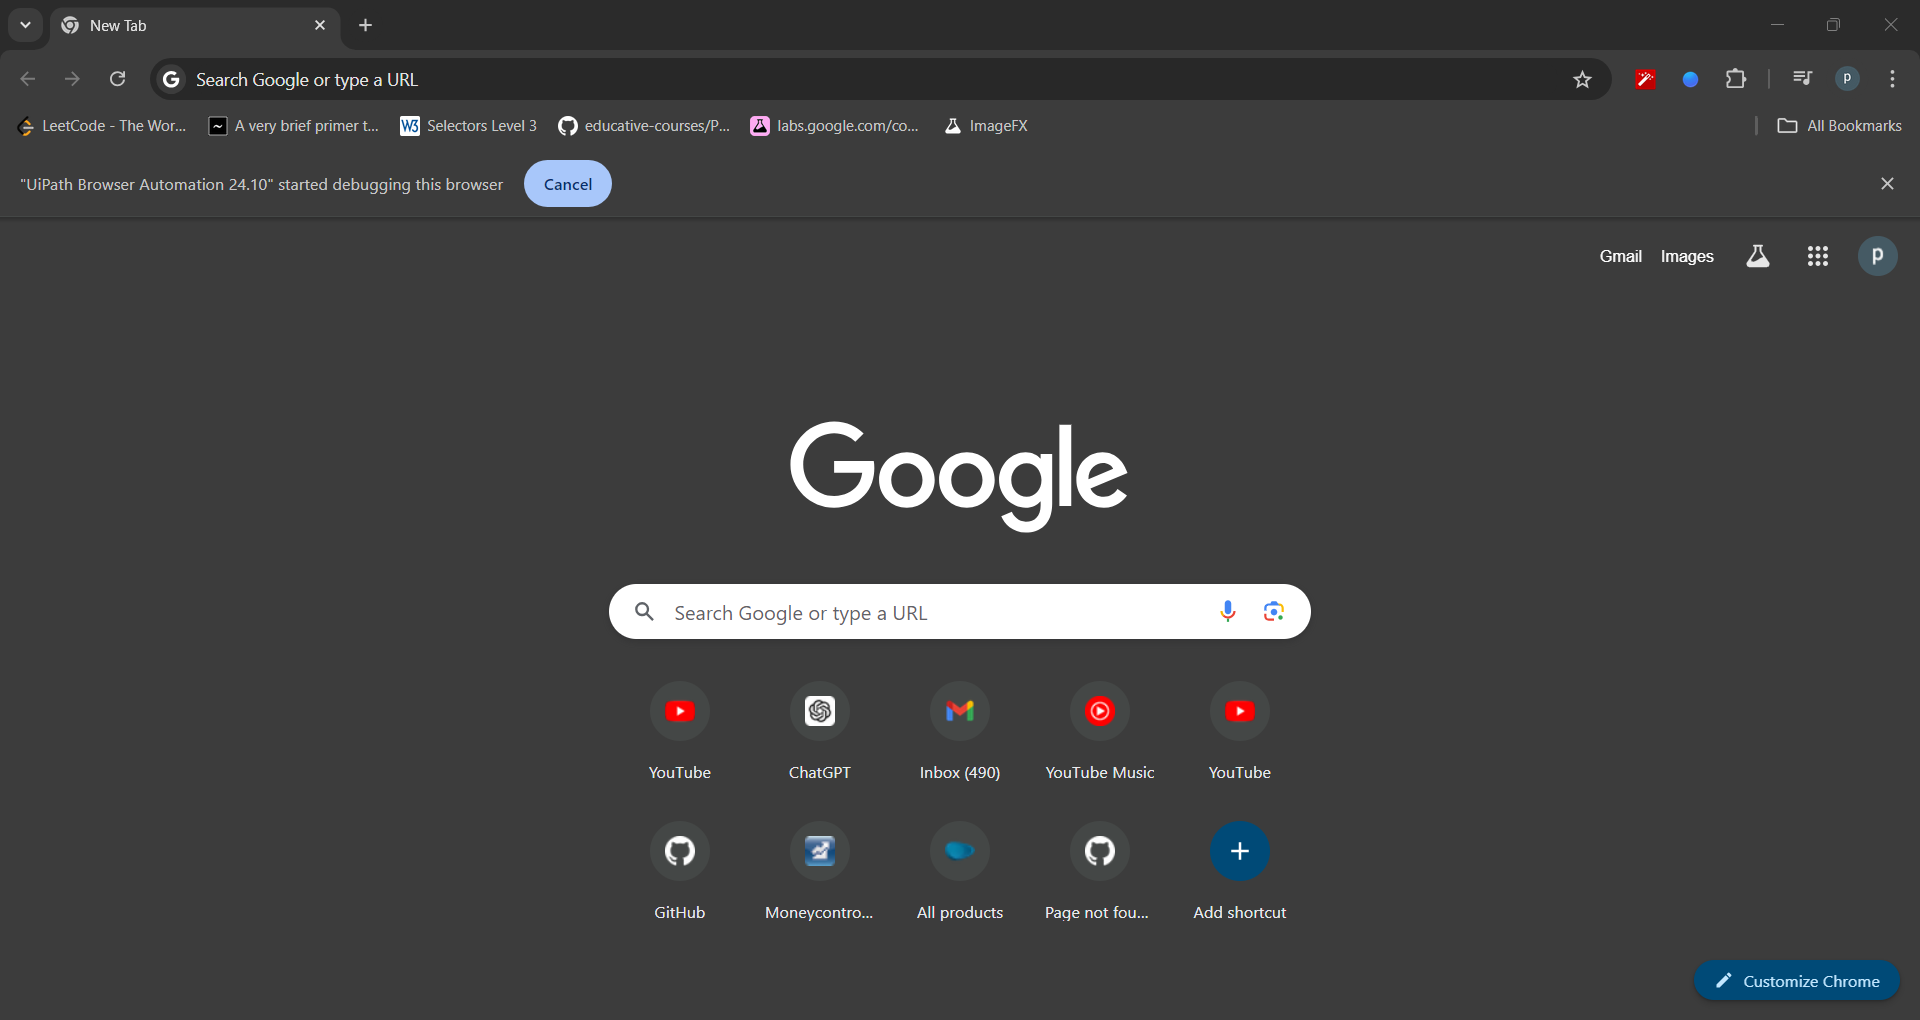 New Tab
Search Google or type a URL
LeetCode - The Wor...
A very brief primer t...
W3 Selectors Level 3
educative-courses/P...
labs.google.com/co...
ImageFX
All Bookmarks
"UiPath Browser Automation 24.10" started debugging this browser
Cancel
Gmail
Images
p
p
Google
Search Google or type a URL
YouTube
ChatGPT
Inbox (490)
YouTube Music
YouTube
GitHub
Moneycontro...
All products
Page not fou...
Add shortcut
Customize Chrome